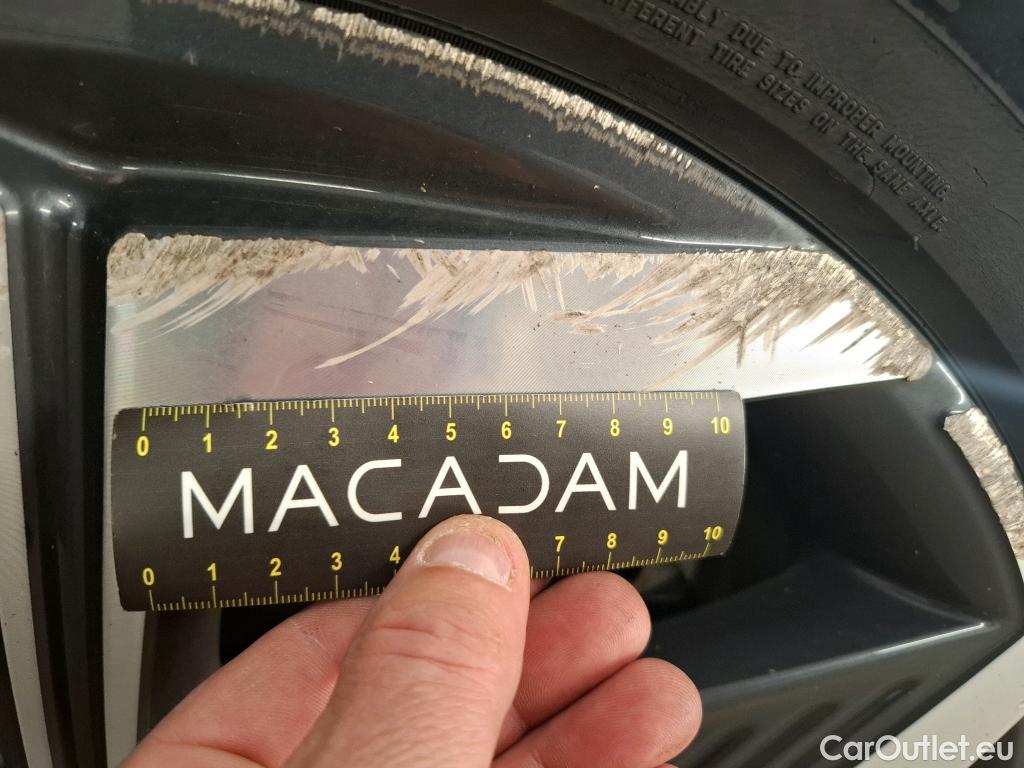 ABLY DUE TO IMPROPER MOUNTING
DIFFERENT TIRE SIZES ON THE SAME AXLE
0 1 2 3 4 5 6 7 8 9 10
MACADAM
0 1 2 3 4 7 8 9 10
CarOutlet.eu